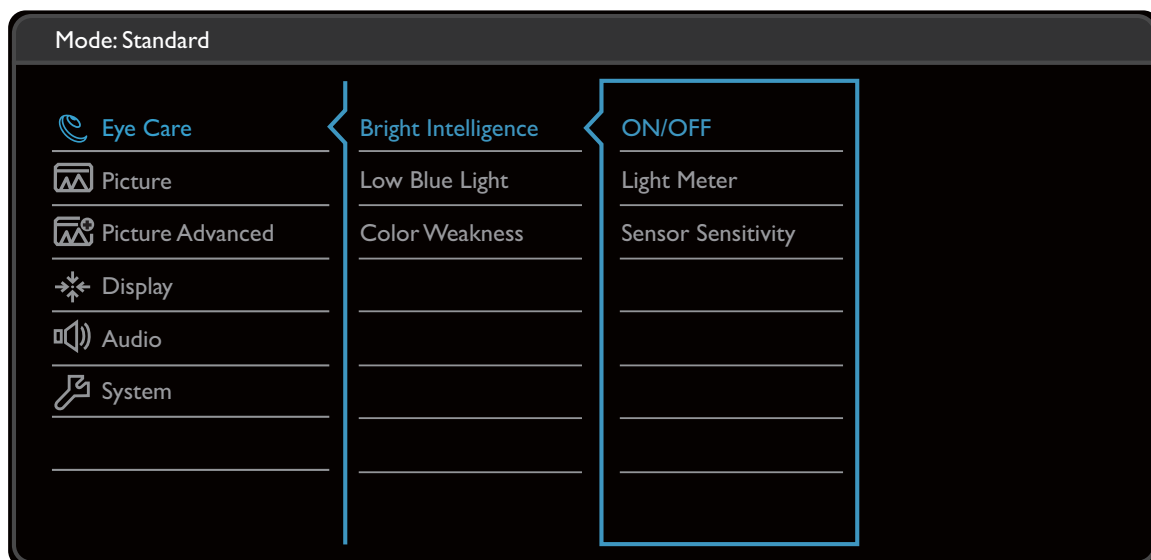 Mode: Standard
Eye Care
Bright Intelligence
ON/OFF
Picture
Low Blue Light
Light Meter
Picture Advanced
Color Weakness
Sensor Sensitivity
Display
Audio
System